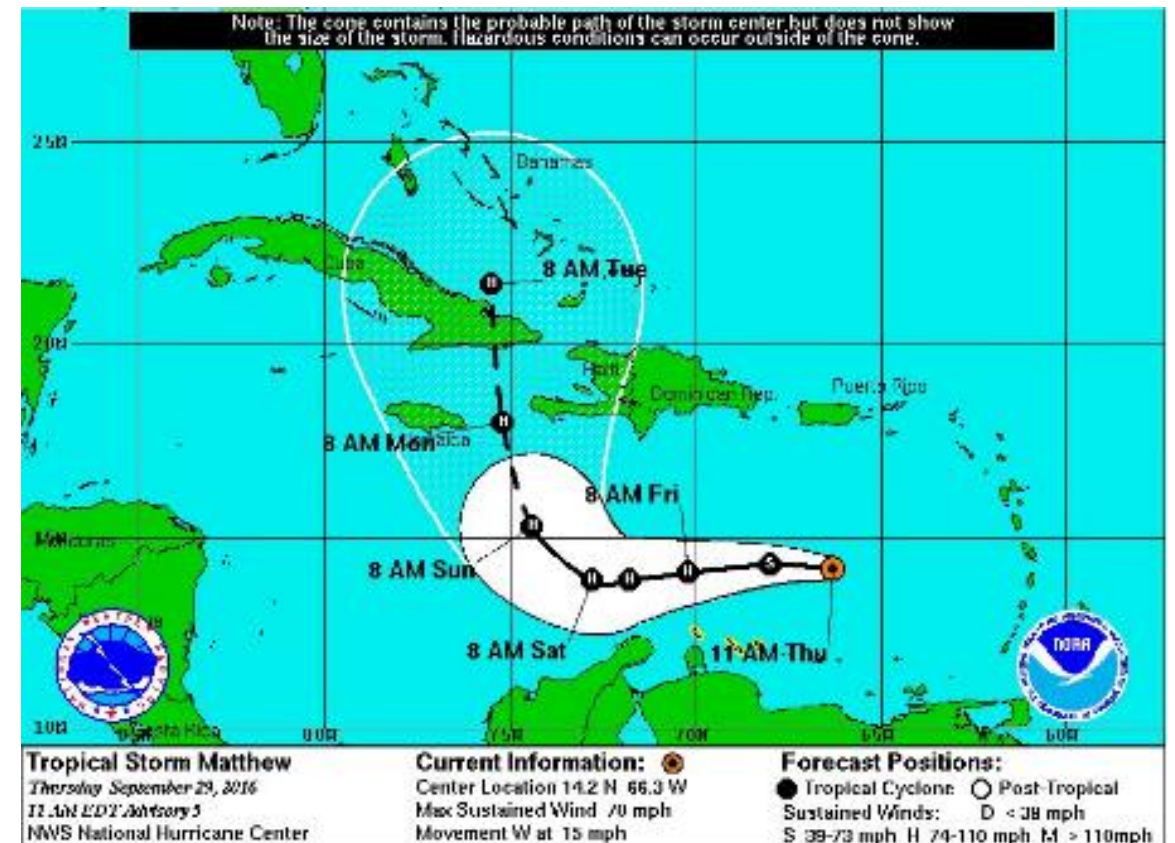 Note: The cone contains the probable path of the storm center but does not show
the size of the storm. Hazardous conditions can occur outside of the cone.
25N
Bahamas
Cuba
8 AM Tue
20N
Haiti
Dominican Rep.
Puerto Rico
8 AM Mon
8 AM Fri
15N
Honduras
8 AM Sun
8 AM Sat
11 AM Thu
NOAA
10N
Costa Rica
80W
75W
70W
65W
60W
Tropical Storm Matthew
Thursday September 29, 2016
11 AM EDT Advisory 5
NWS National Hurricane Center
Current Information:
Center Location 14.2 N 66.3 W
Max Sustained Wind 70 mph
Movement W at 15 mph
Forecast Positions:
Tropical Cyclone Post-Tropical
Sustained Winds: D < 39 mph
S 39-73 mph H 74-110 mph M > 110mph